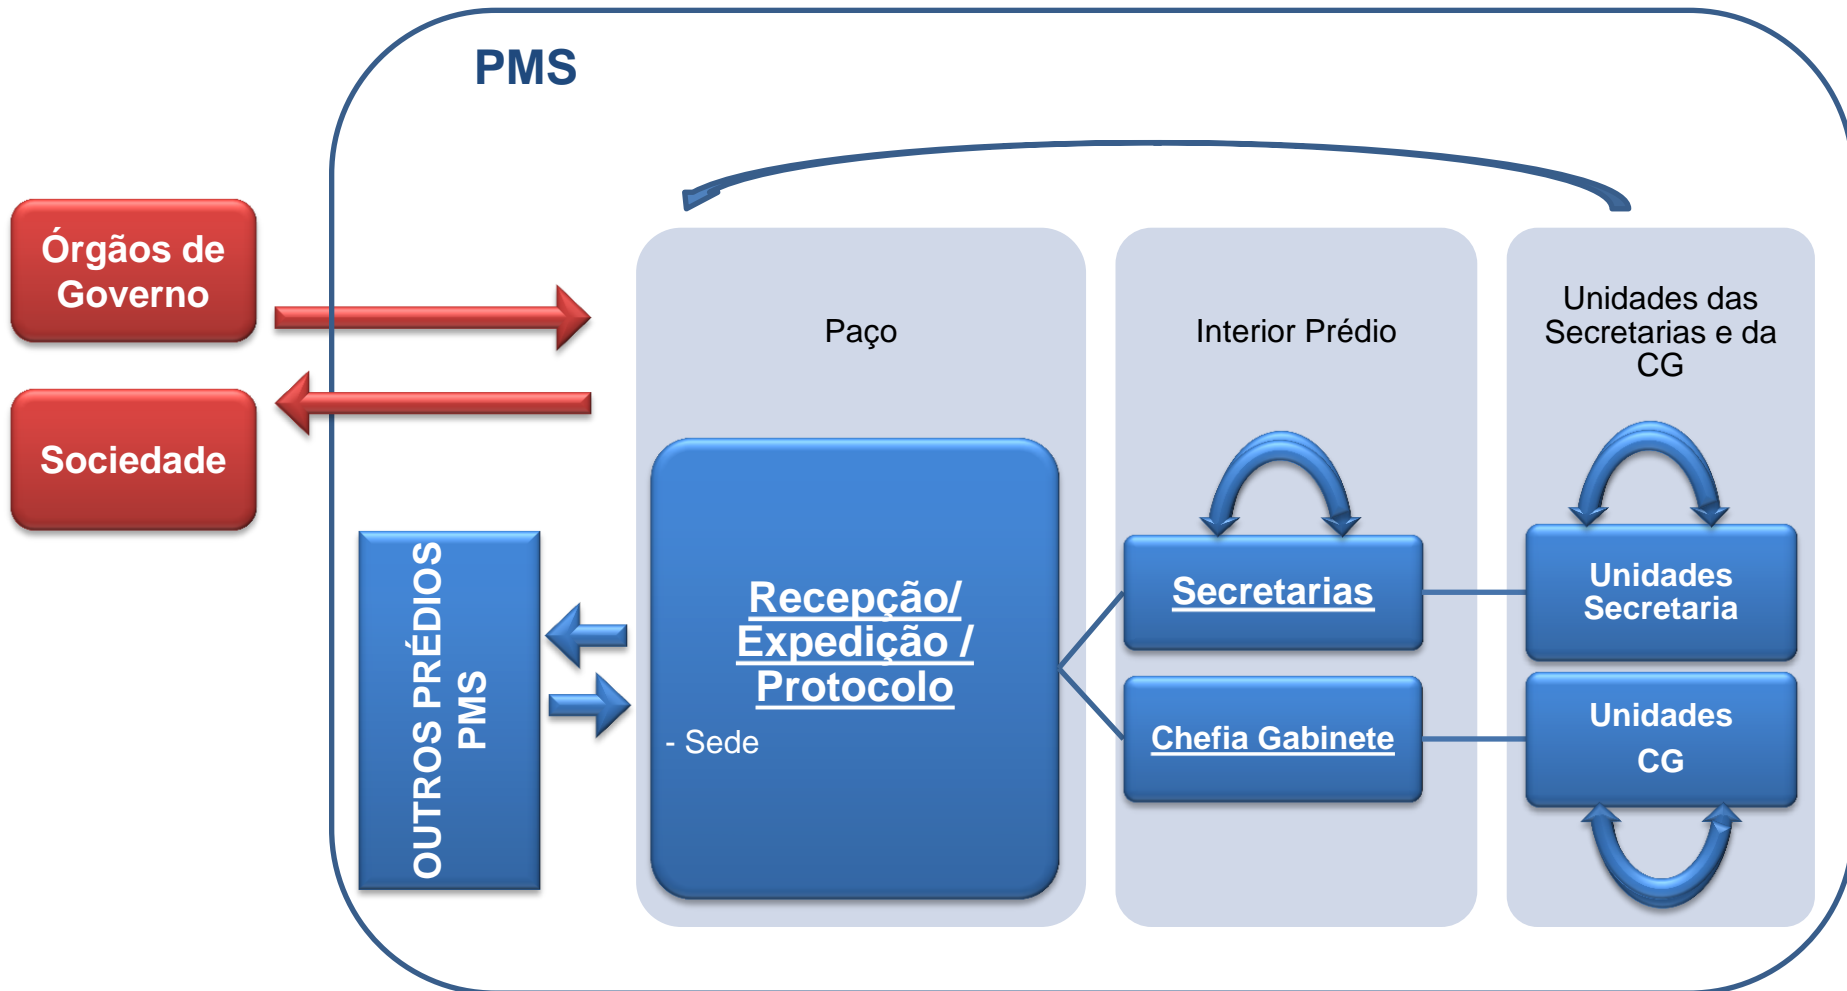 PMS
Órgãos de
Governo
Sociedade
OUTROS PRÉDIOS
PMS
Paço
Recepção/
Expedição /
Protocolo
- Sede
Interior Prédio
Secretarias
Chefia Gabinete
Unidades das
Secretarias e da
CG
Unidades
Secretaria
Unidades
CG